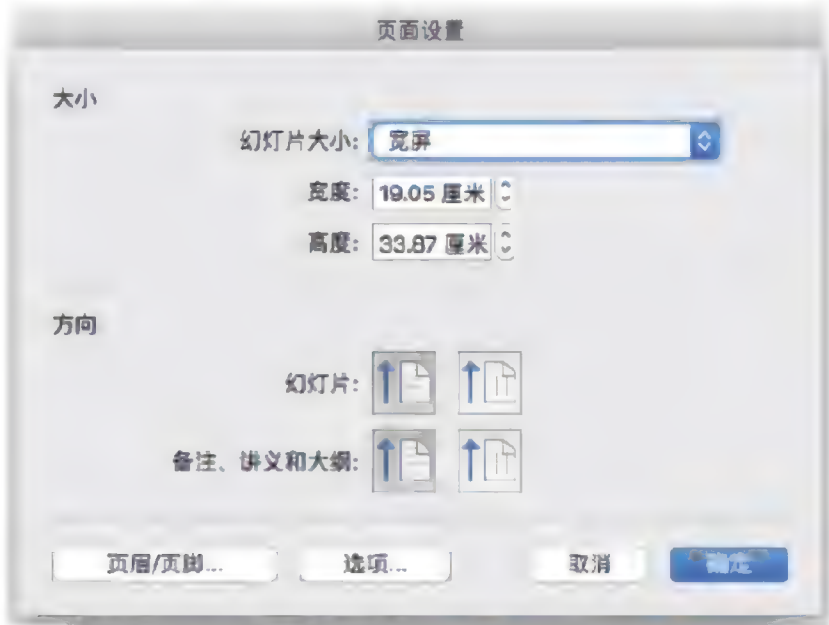 页面设置
大小
幻灯片大小: 宽屏
宽度: 19.05 厘米
高度: 33.87 厘米
方向
幻灯片:
备注、讲义和大纲:
页眉/页脚... 选项... 取消 确定